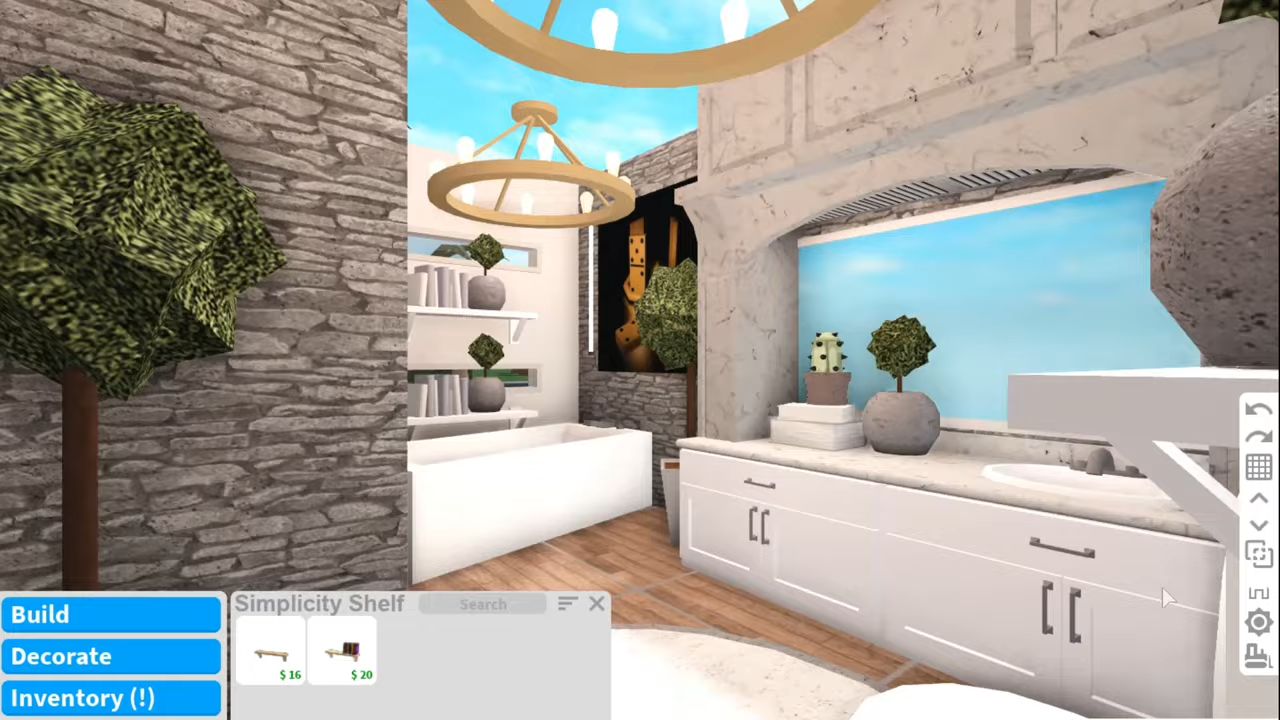 Build
Decorate
Inventory (!)
Simplicity Shelf
Search
$ 16
$ 20